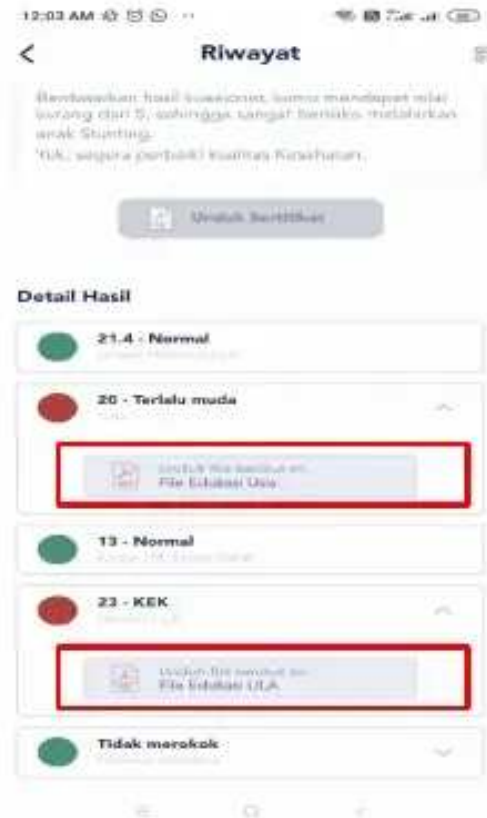 12:03 AM
Riwayat
Berdasarkan hasil kuesioner, kamu mendapat nilai
kurang dari 5, sehingga sangat berisiko melahirkan
anak Stunting.
Yuk, segera perbaiki kualitas Kesehatan.
Unduh Sertifikat
Detail Hasil
21.4 - Normal
20 - Terlalu muda
Unduh file berikut ini
File Edukasi Usia
13 - Normal
23 - KEK
Unduh file berikut ini
File Edukasi LILA
Tidak merokok